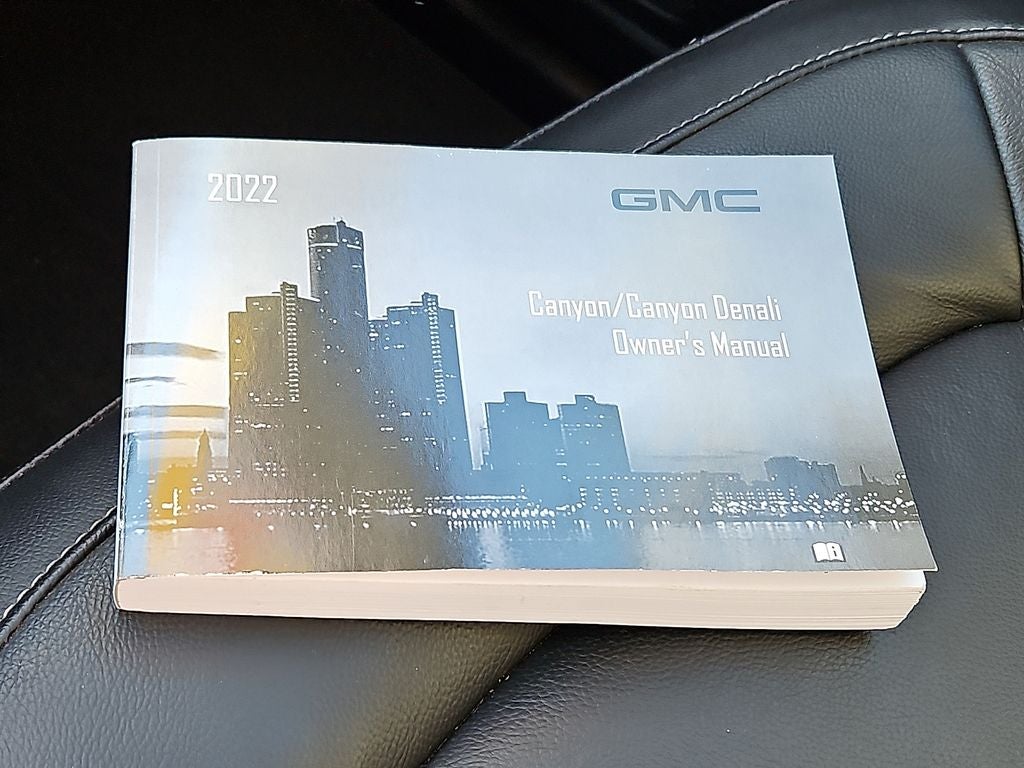 2022
GMC
Canyon/Canyon Denali
Owner's Manual
i